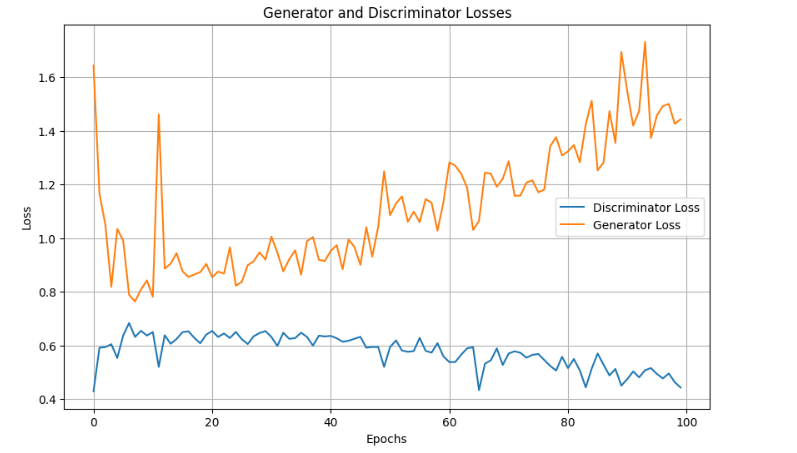 Generator and Discriminator Losses
1.6
1.4
1.2
1.0
0.8
0.6
0.4
Loss
Discriminator Loss
Generator Loss
0 20 40 60 80 100
Epochs